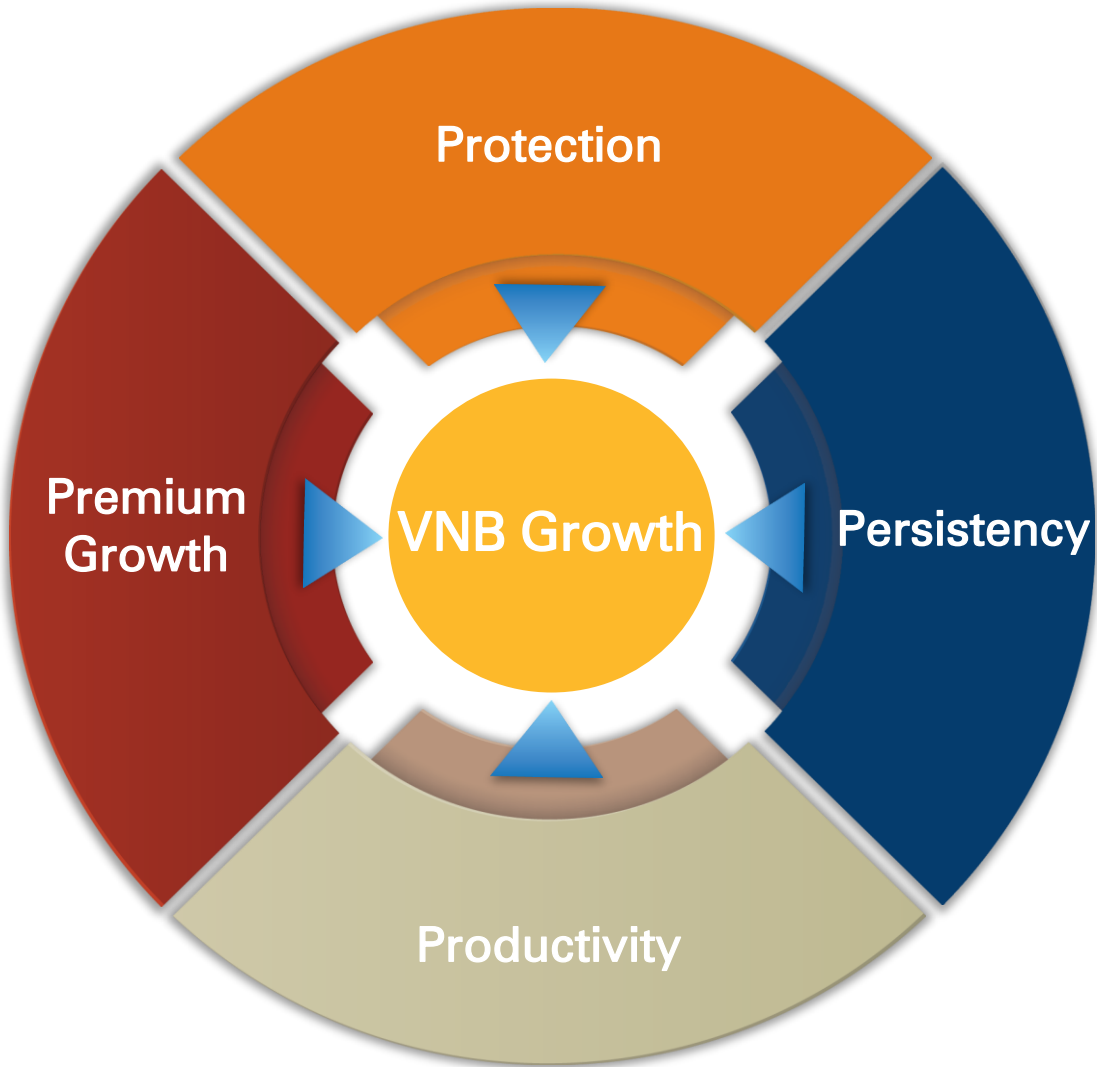 Protection
Premium
Growth
VNB Growth
Persistency
Productivity